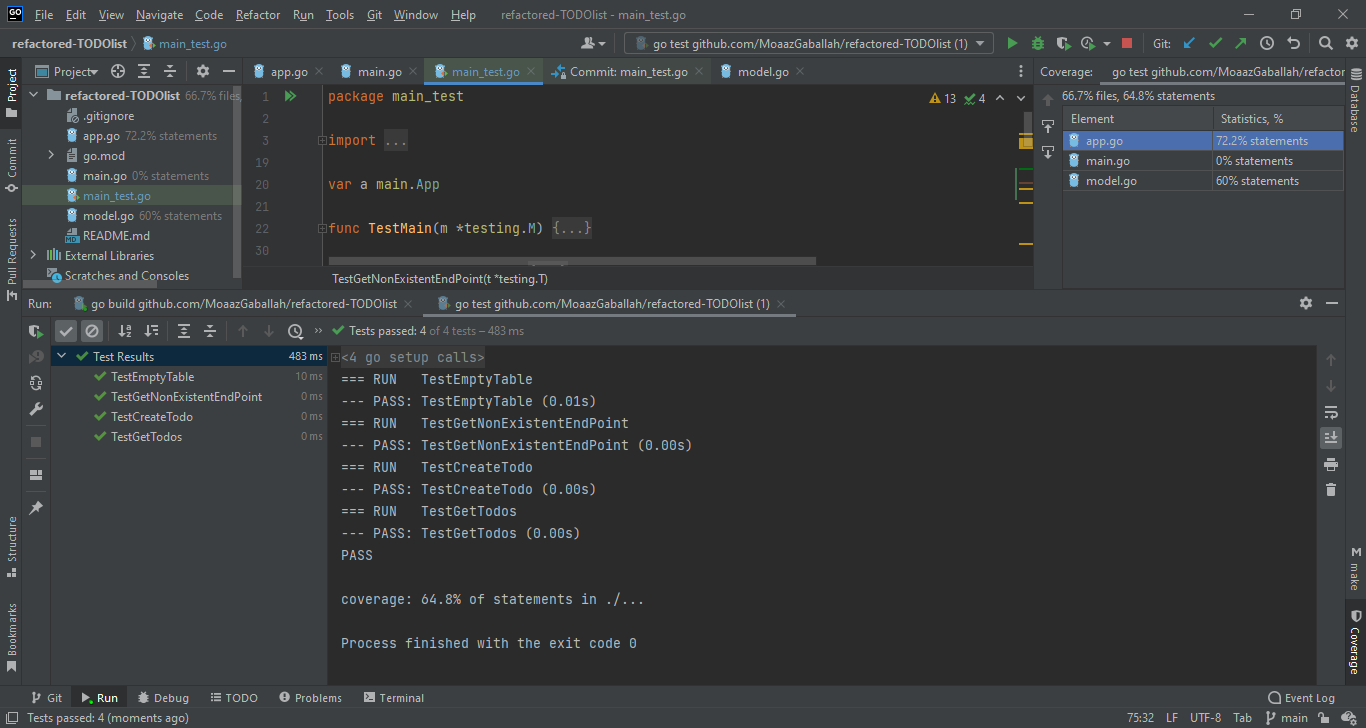 GO File Edit View Navigate Code Refactor Run Tools Git Window Help refactored-TODOlist - main_test.go
refactored-TODOlist main_test.go go test github.com/MoaazGaballah/refactored-TODOlist (1) Git:
Project app.go main.go main_test.go Commit: main_test.go model.go Coverage: go test github.com/MoaazGaballah/refactor
refactored-TODOlist 66.7% files,
.gitignore
app.go 72.2% statements
go.mod
main.go 0% statements
main_test.go
model.go 60% statements
README.md
External Libraries
Scratches and Consoles
1 package main_test
2
3 import ...
19
20 var a main.App
21
22 func TestMain(m *testing.M) {...}
30
13 4
TestGetNonExistentEndPoint(t *testing.T)
66.7% files, 64.8% statements
Element Statistics, %
app.go 72.2% statements
main.go 0% statements
model.go 60% statements
Project
Commit
Pull Requests
Structure
Bookmarks
Database
make
Coverage
Run: go build github.com/MoaazGaballah/refactored-TODOlist go test github.com/MoaazGaballah/refactored-TODOlist (1)
Tests passed: 4 of 4 tests – 483 ms
Test Results 483 ms
TestEmptyTable 10 ms
TestGetNonExistentEndPoint 0 ms
TestCreateTodo 0 ms
TestGetTodos 0 ms
<4 go setup calls>
=== RUN   TestEmptyTable
--- PASS: TestEmptyTable (0.01s)
=== RUN   TestGetNonExistentEndPoint
--- PASS: TestGetNonExistentEndPoint (0.00s)
=== RUN   TestCreateTodo
--- PASS: TestCreateTodo (0.00s)
=== RUN   TestGetTodos
--- PASS: TestGetTodos (0.00s)
PASS
coverage: 64.8% of statements in ./...
Process finished with the exit code 0
Git Run Debug TODO Problems Terminal Event Log
Tests passed: 4 (moments ago) 75:32 LF UTF-8 Tab main